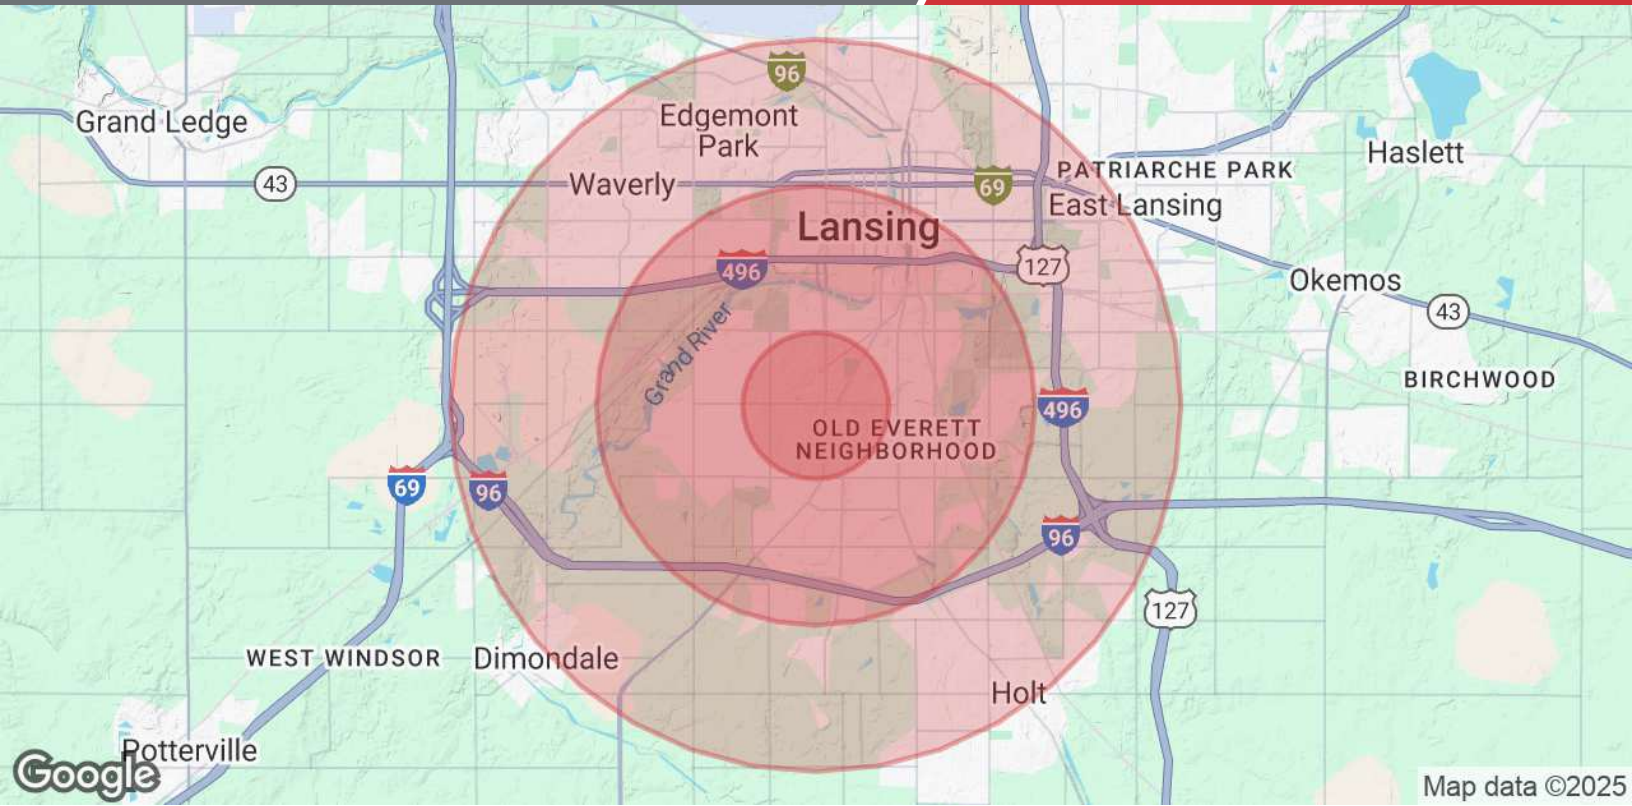 96
Edgemont
Park
Grand Ledge
Haslett
43
Waverly
69
PATRIARCHE PARK
East Lansing
Lansing
496
127
Okemos
43
Grand River
BIRCHWOOD
496
OLD EVERETT
NEIGHBORHOOD
69
96
96
127
WEST WINDSOR
Dimondale
Holt
Potterville
Google
Map data ©2025